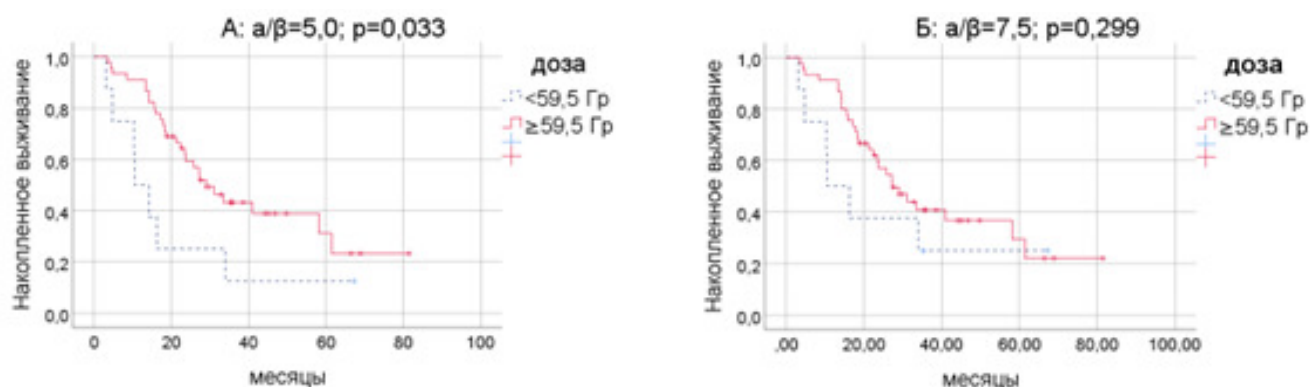 А: а/β=5,0; p=0,033
Накопленное выживание
1,0
0,8
0,6
0,4
0,2
0,0
0 20 40 60 80 100
месяцы
доза
<59,5 Гр
≥59,5 Гр
Б: а/β=7,5; p=0,299
Накопленное выживание
1,0
0,8
0,6
0,4
0,2
0,0
,00 20,00 40,00 60,00 80,00 100,00
месяцы
доза
<59,5 Гр
≥59,5 Гр